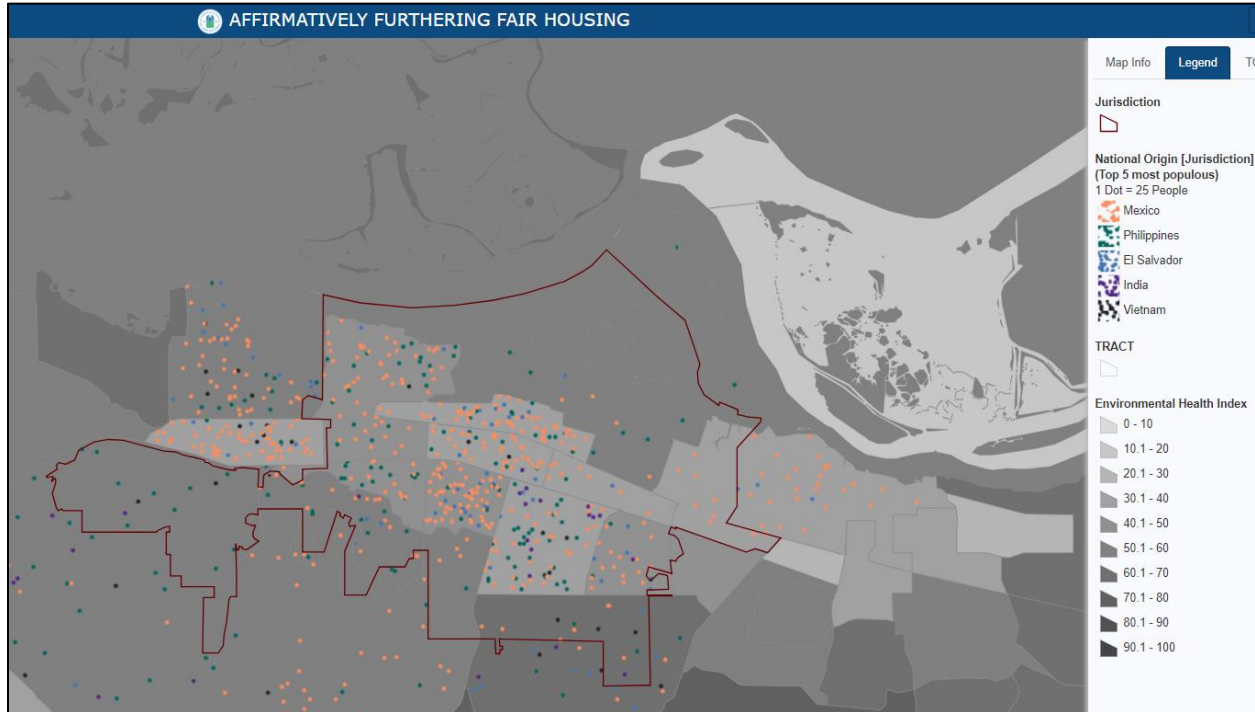 AFFIRMATIVELY FURTHERING FAIR HOUSING
Map Info
Legend
Jurisdiction
National Origin [Jurisdiction]
(Top 5 most populous)
1 Dot = 25 People
Mexico
Philippines
El Salvador
India
Vietnam
TRACT
Environmental Health Index
0 - 10
10.1 - 20
20.1 - 30
30.1 - 40
40.1 - 50
50.1 - 60
60.1 - 70
70.1 - 80
80.1 - 90
90.1 - 100